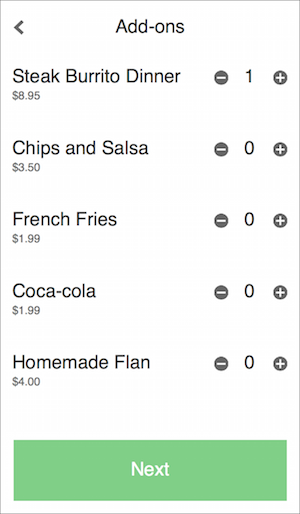 Add-ons
Steak Burrito Dinner 1
$8.95
Chips and Salsa 0
$3.50
French Fries 0
$1.99
Coca-cola 0
$1.99
Homemade Flan 0
$4.00
Next